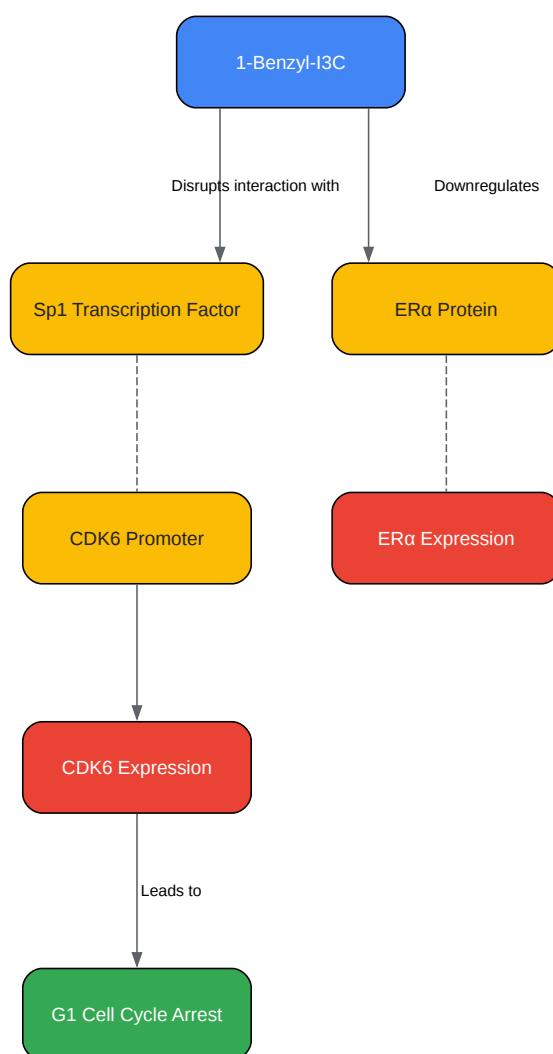 1-Benzyl-I3C
Disrupts interaction with
Downregulates
Sp1 Transcription Factor
ERα Protein
CDK6 Promoter
ERα Expression
CDK6 Expression
Leads to
G1 Cell Cycle Arrest